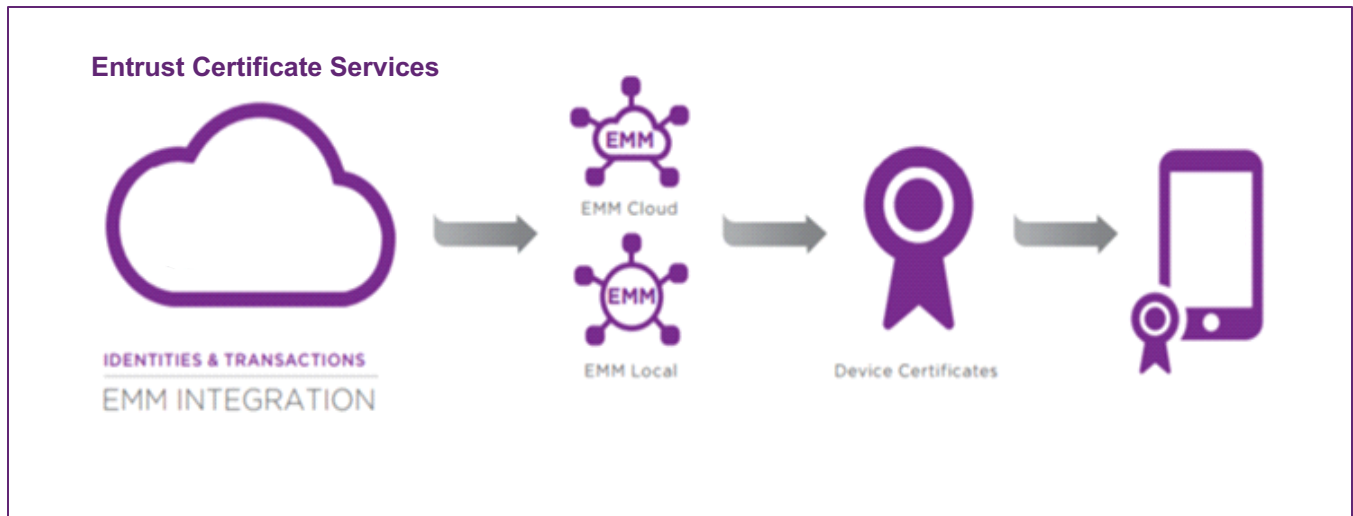 Entrust Certificate Services
EMM
EMM Cloud
EMM
EMM Local
Device Certificates
IDENTITIES & TRANSACTIONS
EMM INTEGRATION